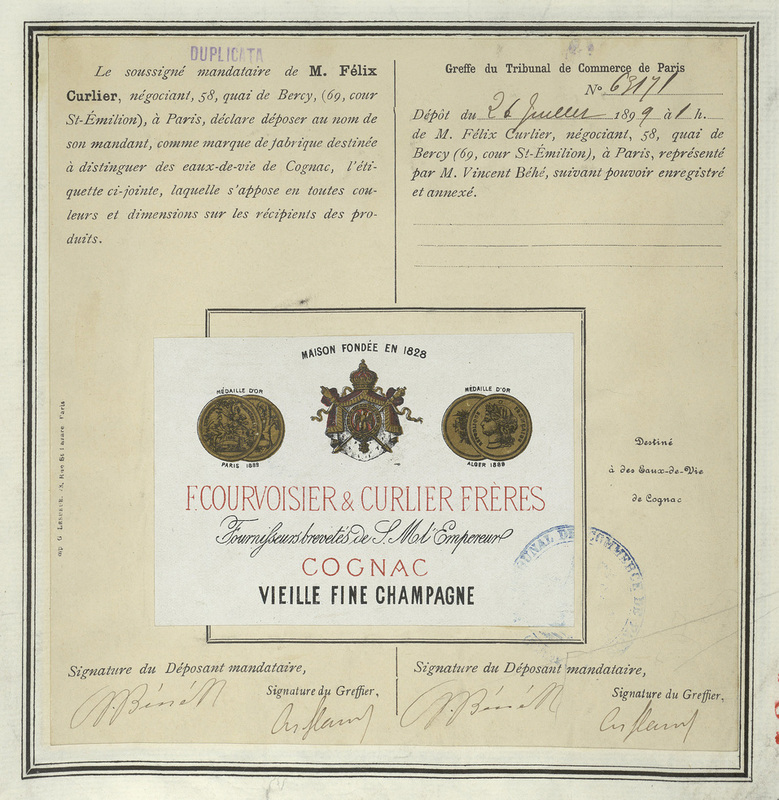 DUPLICATA
Le soussigné mandataire de M. Félix
Curlier, négociant, 58, quai de Bercy, (69, cour
St-Émilion), à Paris, déclare déposer au nom de
son mandant, comme marque de fabrique destinée
à distinguer des eaux-de-vie de Cognac, l'éti-
quette ci-jointe, laquelle s'appose en toutes cou-
leurs et dimensions sur les récipients des pro-
duits.
Greffe du Tribunal de Commerce de Paris
N° 63171
Dépôt du 26 Juillet 1899 à 1 h.
de M. Félix Curlier, négociant, 58, quai de
Bercy (69, cour St-Émilion), à Paris, représenté
par M. Vincent Béhé, suivant pouvoir enregistré
et annexé.
MAISON FONDÉE EN 1828
MÉDAILLE D'OR
PARIS 1889
MÉDAILLE D'OR
ALGER 1889
F. COURVOISIER & CURLIER FRÈRES
Fournisseurs brevetés de S. M. l'Empereur
COGNAC
VIEILLE FINE CHAMPAGNE
Destiné
à des Eaux-de-Vie
de Cognac
TRIBUNAL DE COMMERCE DE
Signature du Déposant mandataire,
Signature du Greffier,
Signature du Déposant mandataire,
Signature du Greffier,